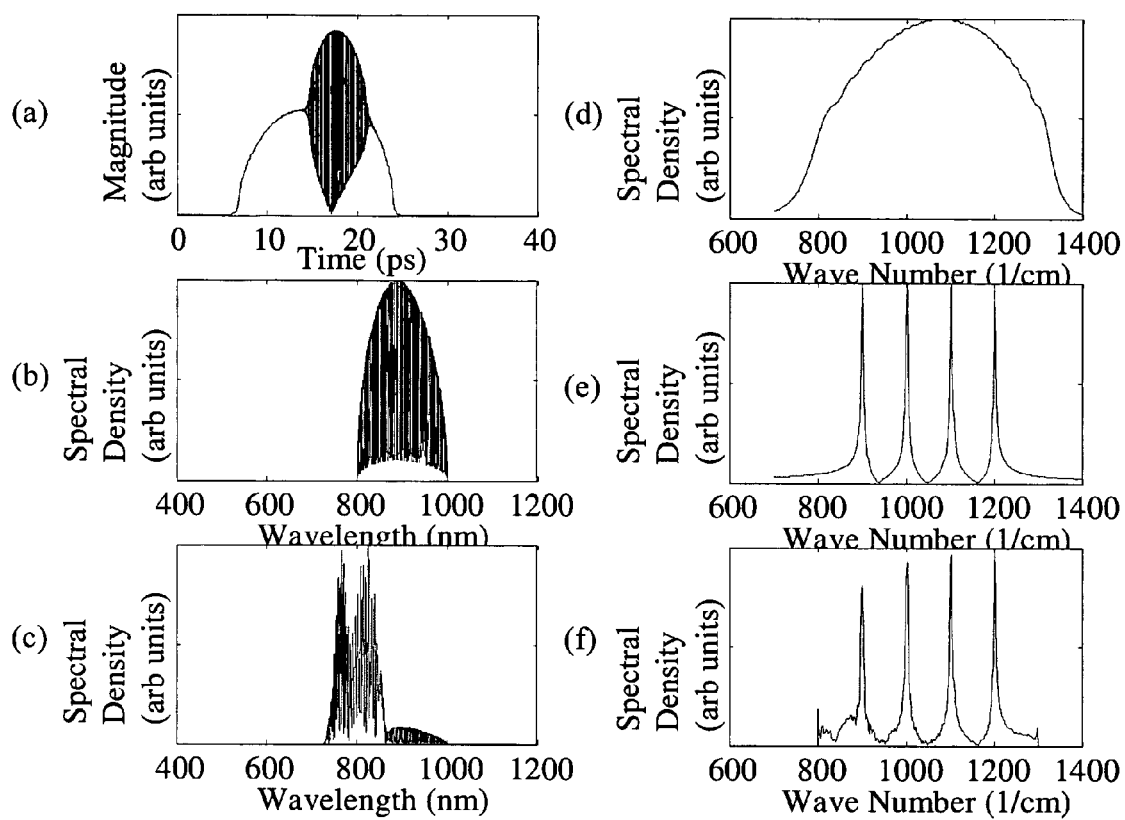 (a)
Magnitude
(arb units)
0 10 20 30 40
Time (ps)
(b)
Spectral
Density
(arb units)
400 600 800 1000 1200
Wavelength (nm)
(c)
Spectral
Density
(arb units)
400 600 800 1000 1200
Wavelength (nm)
(d)
Spectral
Density
(arb units)
600 800 1000 1200 1400
Wave Number (1/cm)
(e)
Spectral
Density
(arb units)
600 800 1000 1200 1400
Wave Number (1/cm)
(f)
Spectral
Density
(arb units)
600 800 1000 1200 1400
Wave Number (1/cm)